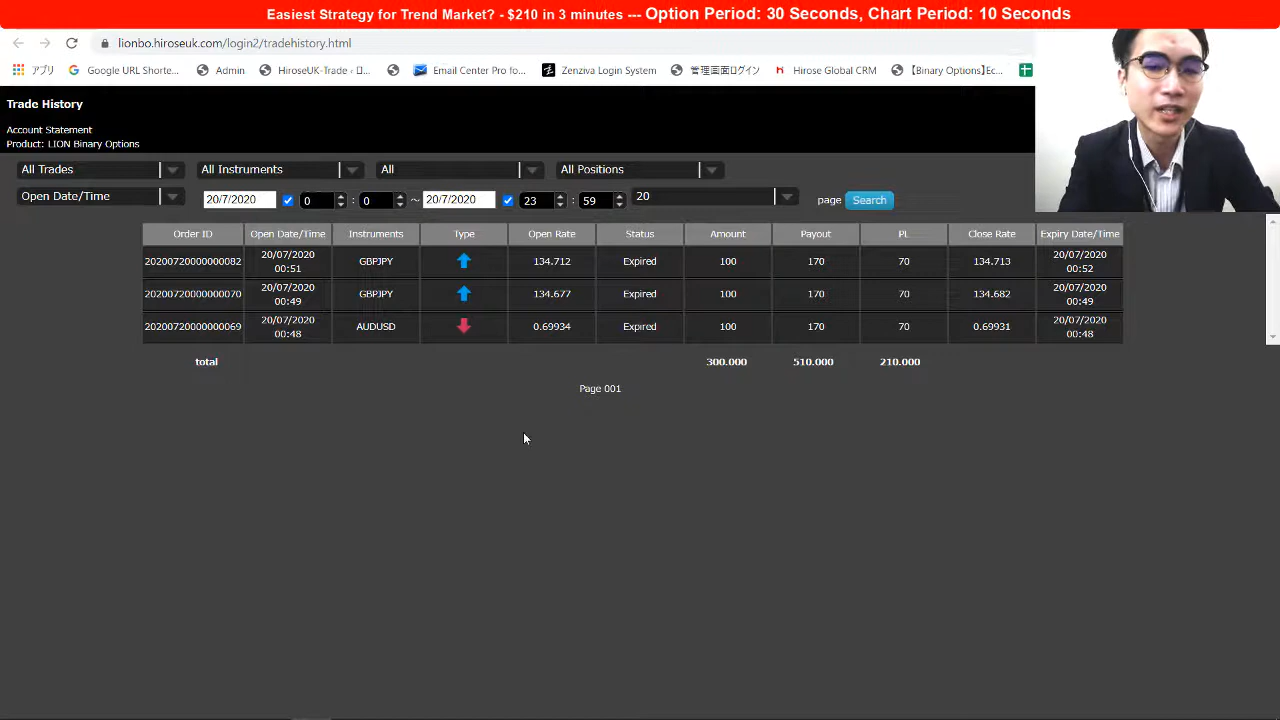 Easiest Strategy for Trend Market? - $210 in 3 minutes --- Option Period: 30 Seconds, Chart Period: 10 Seconds
lionbo.hiroseuk.com/login2/tradehistory.html
アプリ Google URL Shorte... Admin HiroseUK-Trade ‹ ロ... Email Center Pro fo... Zenziva Login System 管理画面ログイン Hirose Global CRM 【Binary Options】Ec...
Trade History
Account Statement
Product: LION Binary Options
All Trades All Instruments All All Positions
Open Date/Time 20/7/2020 0 : 0 ~ 20/7/2020 23 : 59 20 page Search
Order ID Open Date/Time Instruments Type Open Rate Status Amount Payout PL Close Rate Expiry Date/Time
20200720000000082 20/07/2020 00:51 GBPJPY 134.712 Expired 100 170 70 134.713 20/07/2020 00:52
20200720000000070 20/07/2020 00:49 GBPJPY 134.677 Expired 100 170 70 134.682 20/07/2020 00:49
20200720000000069 20/07/2020 00:48 AUDUSD 0.69934 Expired 100 170 70 0.69931 20/07/2020 00:48
total 300.000 510.000 210.000
Page 001